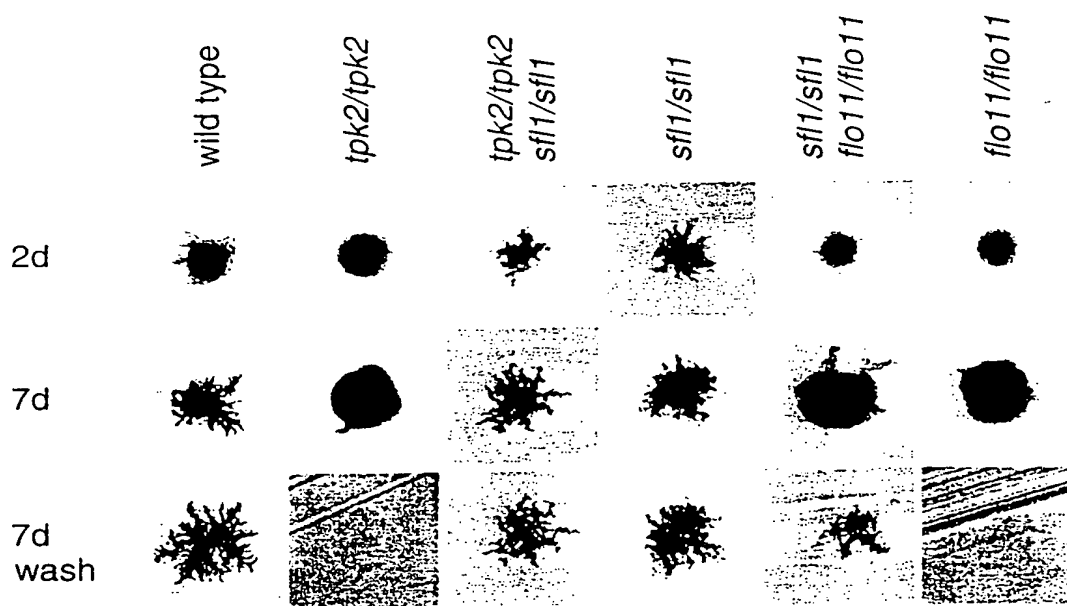 wild type
tpk2/tpk2
tpk2/tpk2
sfl1/sfl1
sfl1/sfl1
sfl1/sfl1
flo11/flo11
flo11/flo11
2d
7d
7d
wash